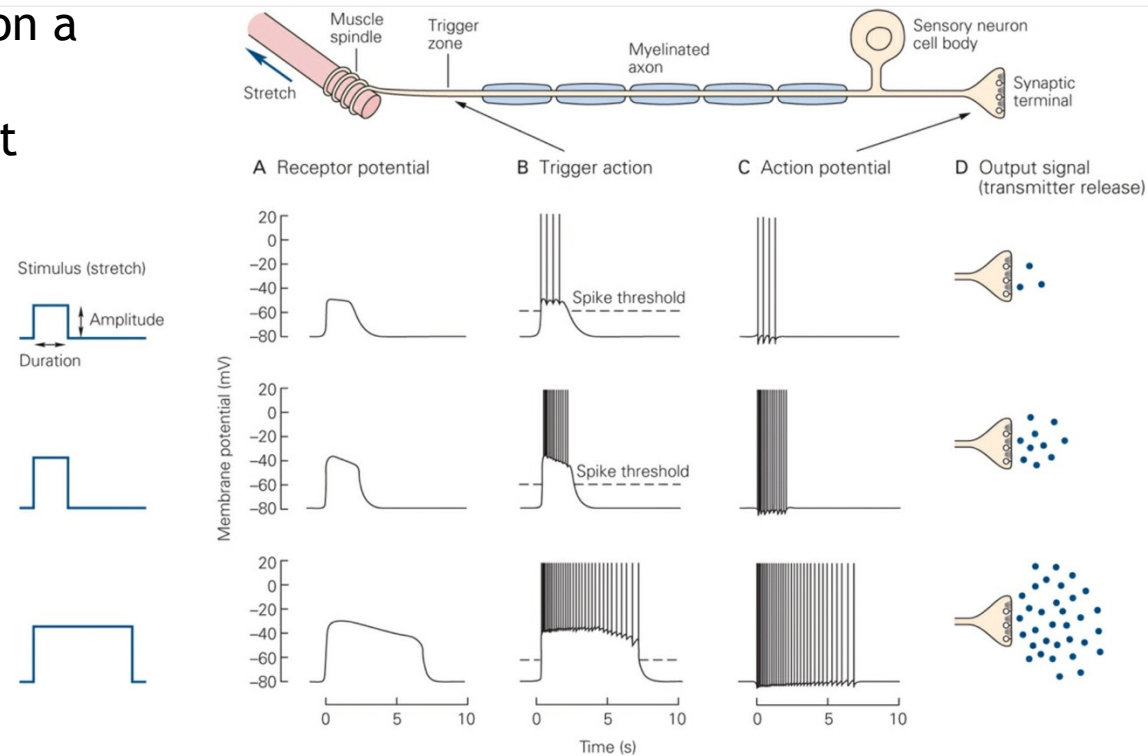 on a
t
Muscle
spindle
Trigger
zone
Myelinated
axon
Sensory neuron
cell body
Synaptic
terminal
Stretch
A Receptor potential
B Trigger action
C Action potential
D Output signal
(transmitter release)
Stimulus (stretch)
Amplitude
Duration
Membrane potential (mV)
20
0
–20
–40
–60
–80
Spike threshold
20
0
–20
–40
–60
–80
Spike threshold
20
0
–20
–40
–60
–80
0 5 10
0 5 10
0 5 10
Time (s)